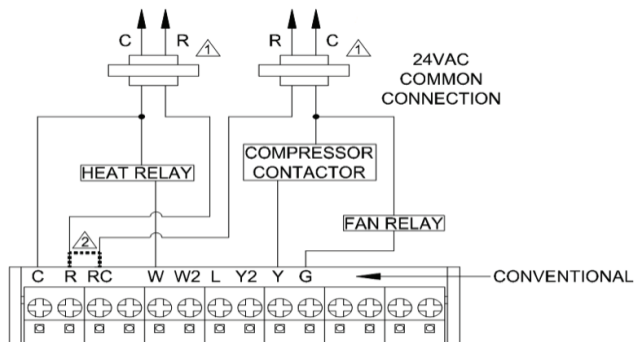 C R 1 R C 1
24VAC
COMMON
CONNECTION
HEAT RELAY
COMPRESSOR
CONTACTOR
FAN RELAY
2
C R RC W W2 L Y2 Y G
CONVENTIONAL